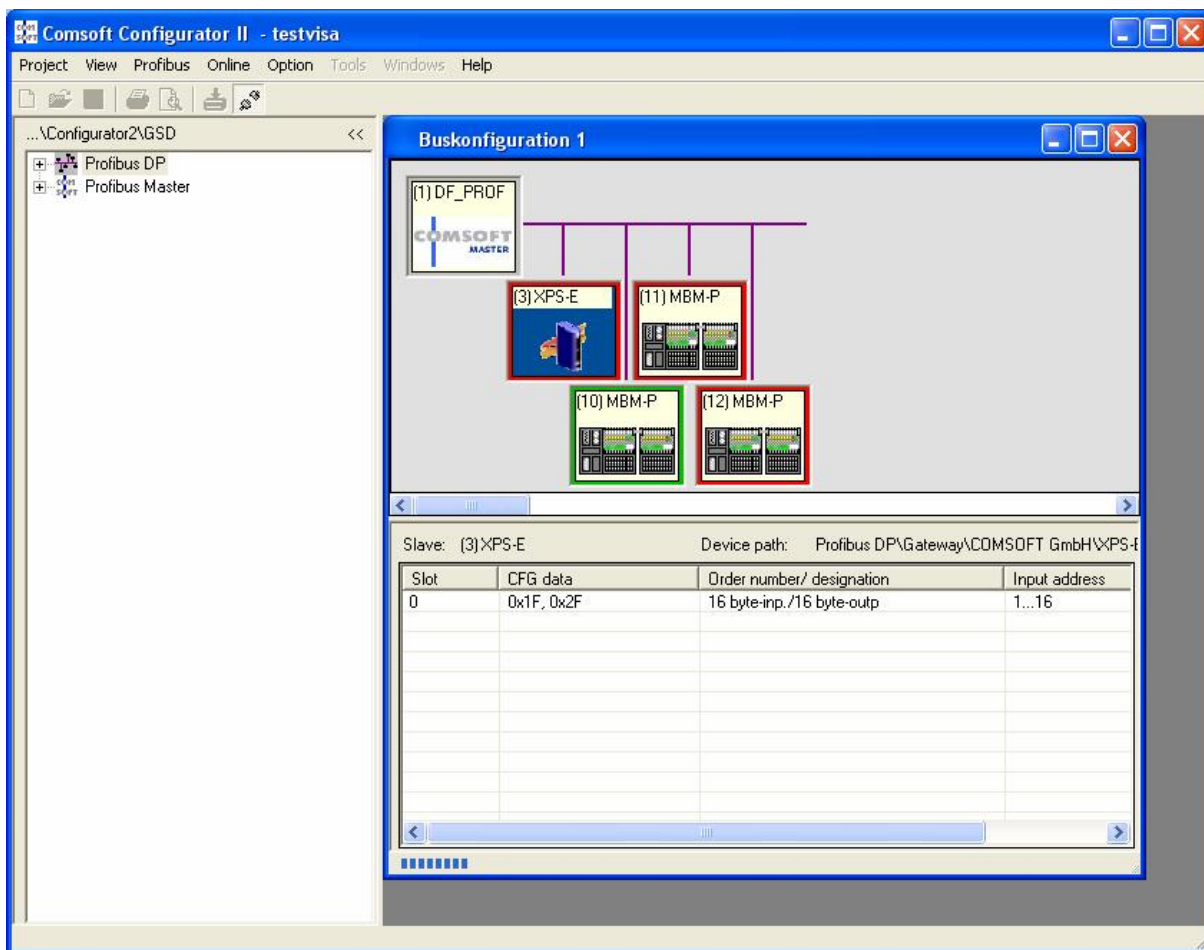 Comsoft Configurator II - testvisa
Project View Profibus Online Option Tools Windows Help
...\Configurator2\GSD <<
Profibus DP
Profibus Master
Buskonfiguration 1
(1) DF_PROF
COMSOFT
MASTER
(3) XPS-E
(11) MBM-P
(10) MBM-P
(12) MBM-P
Slave: (3) XPS-E Device path: Profibus DP\Gateway\COMSOFT GmbH\XPS-E
Slot CFG data Order number/ designation Input address
0 0x1F, 0x2F 16 byte-inp./16 byte-outp 1...16